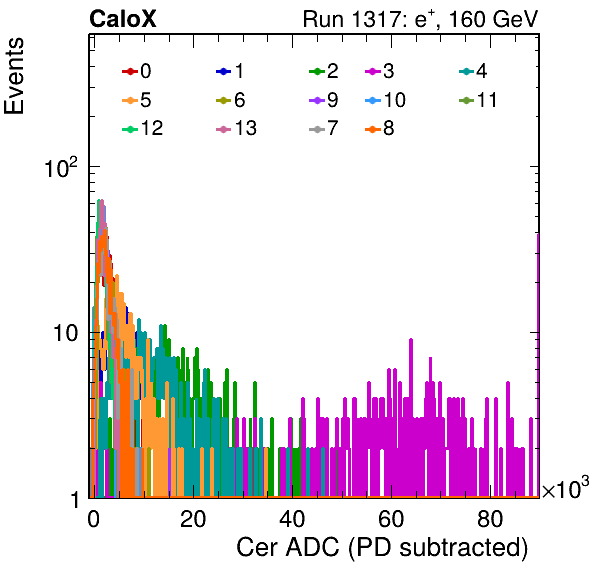 CaloX Run 1317: e⁺, 160 GeV
Events
0 1 2 3 4
5 6 9 10 11
12 13 7 8
10²
10
1
0 20 40 60 80 ×10³
Cer ADC (PD subtracted)